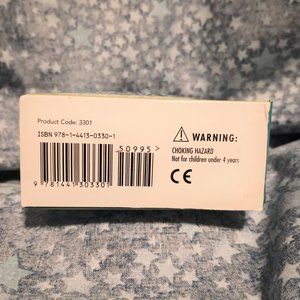 Product Code: 3301
ISBN 978-1-4413-0330-1
50995>
9 781441 303301
WARNING:
CHOKING HAZARD
Not for children under 4 years
CE